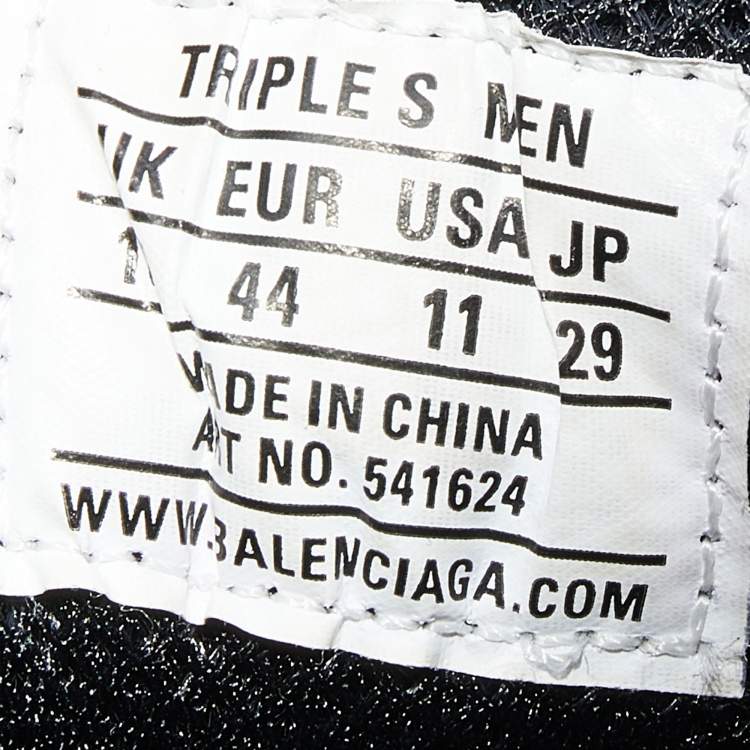 TRIPLE S MEN
UK EUR USA JP
44 11 29
MADE IN CHINA
ART NO. 541624
WWW.BALENCIAGA.COM